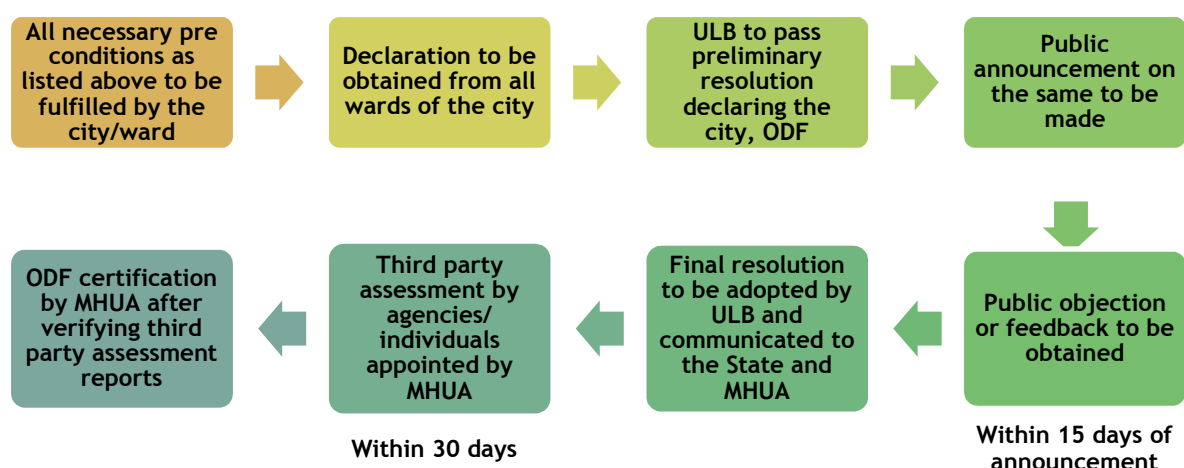 All necessary pre
conditions as
listed above to be
fulfilled by the
city/ward
Declaration to be
obtained from all
wards of the city
ULB to pass
preliminary
resolution
declaring the
city, ODF
Public
announcement on
the same to be
made
Public objection
or feedback to be
obtained
Within 15 days of
announcement
Final resolution
to be adopted by
ULB and
communicated to
the State and
MHUA
Third party
assessment by
agencies/
individuals
appointed by
MHUA
Within 30 days
ODF certification
by MHUA after
verifying third
party assessment
reports